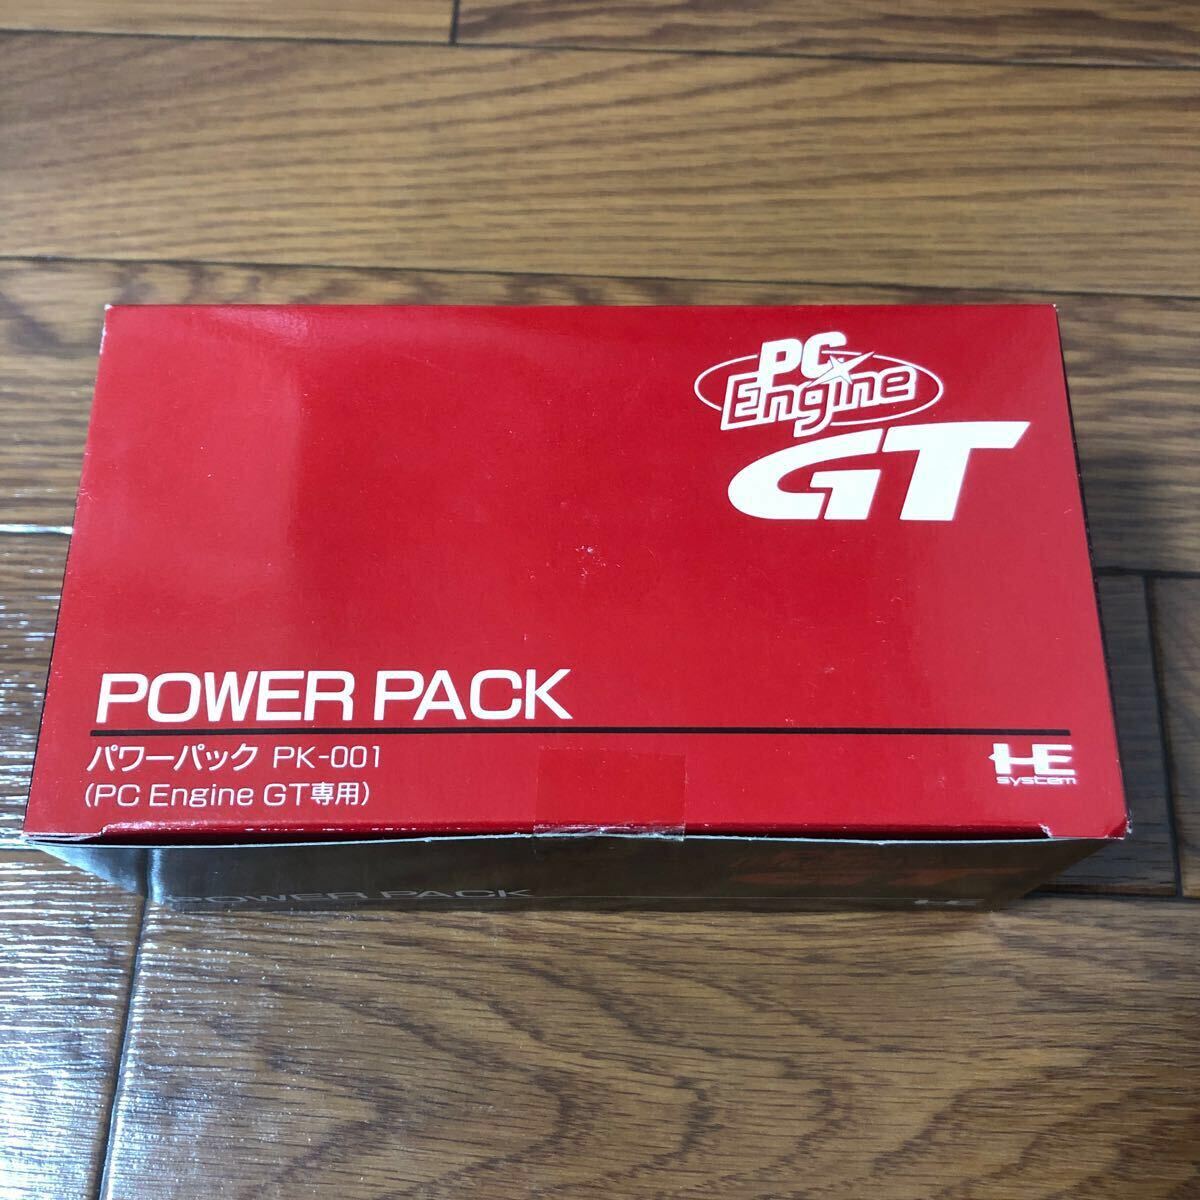 PC
Engine
GT
POWER PACK
パワーパック PK-001
(PC Engine GT専用)
HE
system
POWER PACK
HE